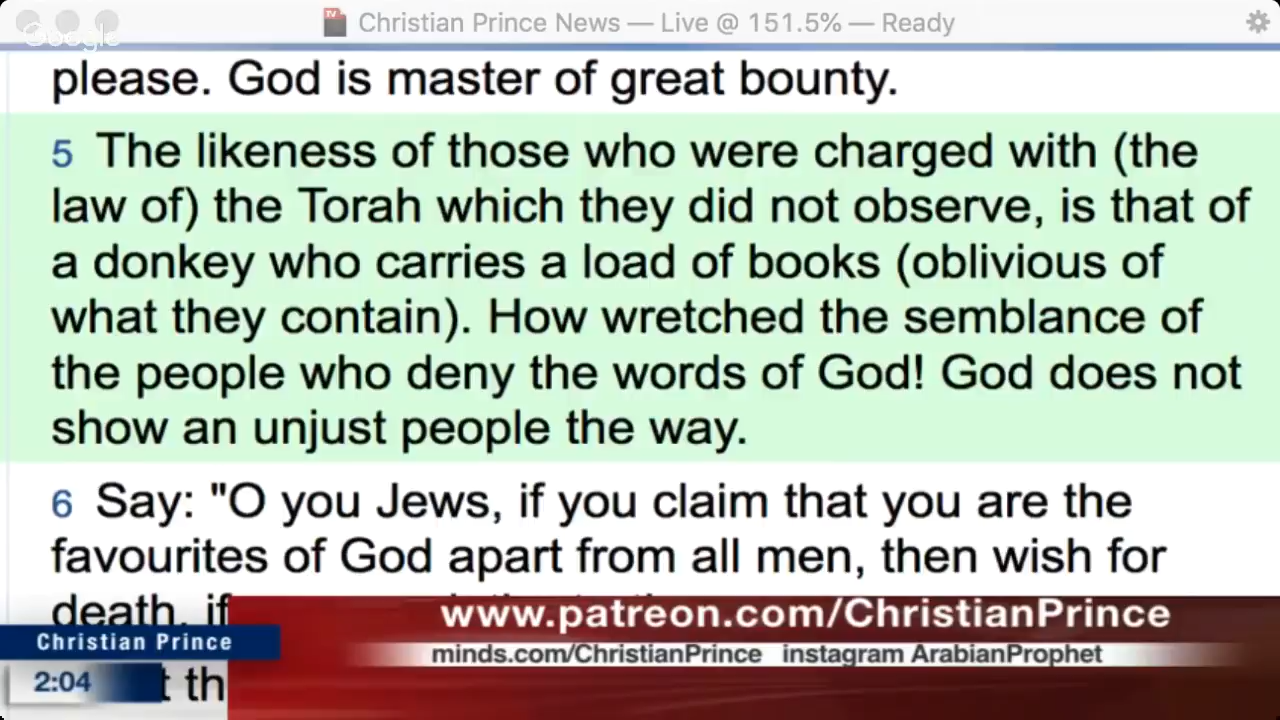 Christian Prince News — Live @ 151.5% — Ready
Google
please. God is master of great bounty.
5 The likeness of those who were charged with (the
law of) the Torah which they did not observe, is that of
a donkey who carries a load of books (oblivious of
what they contain). How wretched the semblance of
the people who deny the words of God! God does not
show an unjust people the way.
6 Say: "O you Jews, if you claim that you are the
favourites of God apart from all men, then wish for
death, if
www.patreon.com/ChristianPrince
Christian Prince
minds.com/ChristianPrince instagram ArabianProphet
2:04